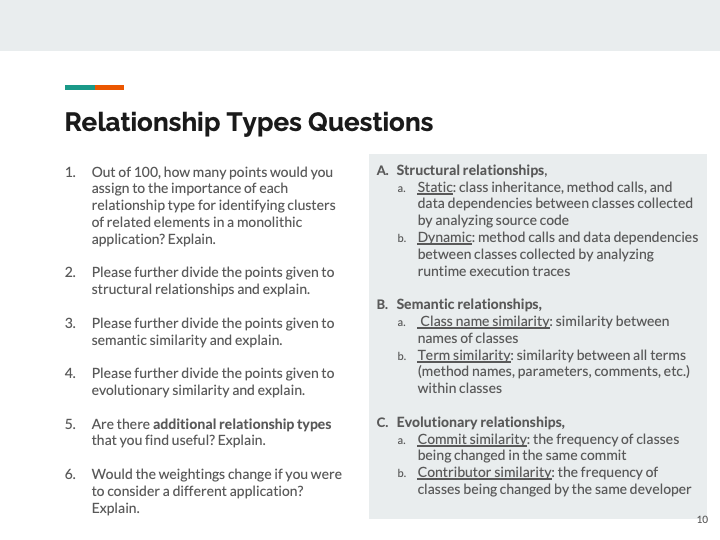 Relationship Types Questions
1. Out of 100, how many points would you
assign to the importance of each
relationship type for identifying clusters
of related elements in a monolithic
application? Explain.
2. Please further divide the points given to
structural relationships and explain.
3. Please further divide the points given to
semantic similarity and explain.
4. Please further divide the points given to
evolutionary similarity and explain.
5. Are there additional relationship types
that you find useful? Explain.
6. Would the weightings change if you were
to consider a different application?
Explain.
A. Structural relationships,
a. Static: class inheritance, method calls, and
data dependencies between classes collected
by analyzing source code
b. Dynamic: method calls and data dependencies
between classes collected by analyzing
runtime execution traces
B. Semantic relationships,
a. Class name similarity: similarity between
names of classes
b. Term similarity: similarity between all terms
(method names, parameters, comments, etc.)
within classes
C. Evolutionary relationships,
a. Commit similarity: the frequency of classes
being changed in the same commit
b. Contributor similarity: the frequency of
classes being changed by the same developer
10